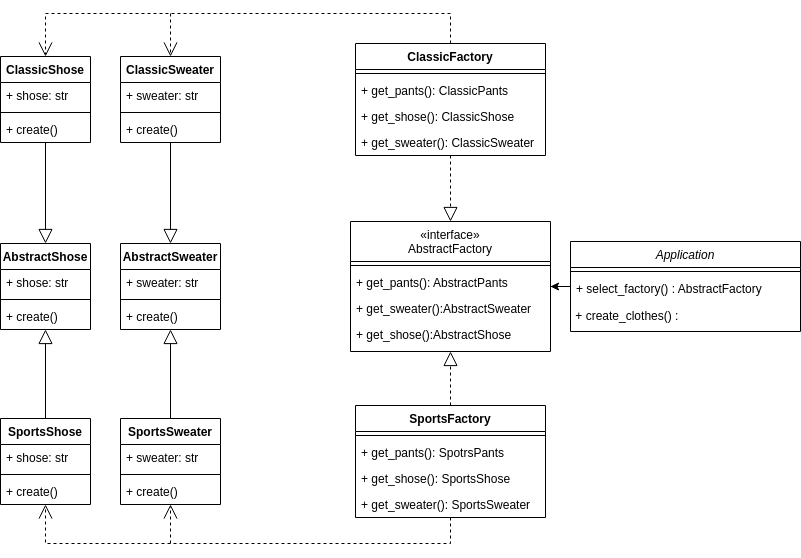 ClassicShose
+ shose: str
+ create()
ClassicSweater
+ sweater: str
+ create()
ClassicFactory
+ get_pants(): ClassicPants
+ get_shose(): ClassicShose
+ get_sweater(): ClassicSweater
AbstractShose
+ shose: str
+ create()
AbstractSweater
+ sweater: str
+ create()
«interface»
AbstractFactory
+ get_pants(): AbstractPants
+ get_sweater():AbstractSweater
+ get_shose():AbstractShose
Application
+ select_factory() : AbstractFactory
+ create_clothes() :
SportsShose
+ shose: str
+ create()
SportsSweater
+ sweater: str
+ create()
SportsFactory
+ get_pants(): SpotrsPants
+ get_shose(): SportsShose
+ get_sweater(): SportsSweater